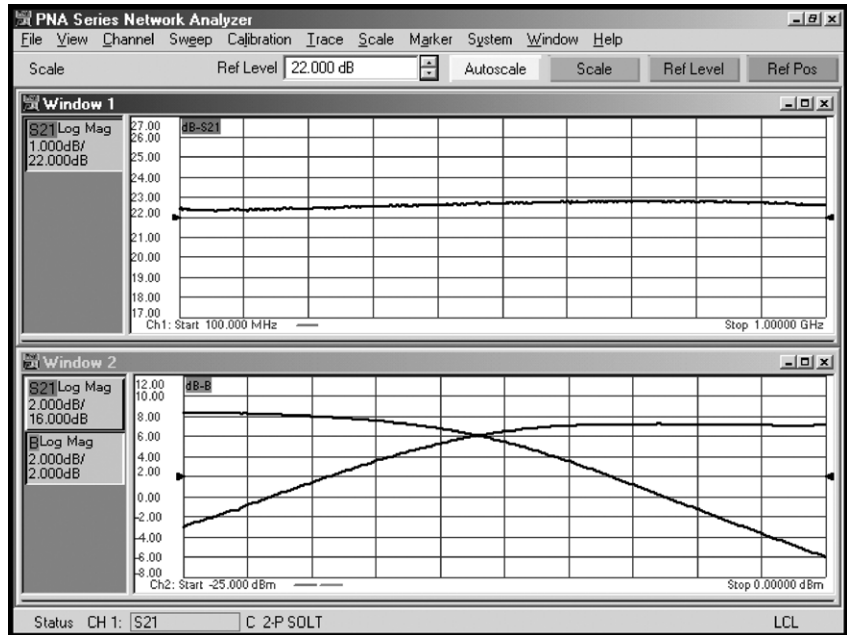 PNA Series Network Analyzer
File View Channel Sweep Calibration Trace Scale Marker System Window Help
Scale Ref Level 22.000 dB Autoscale Scale Ref Level Ref Pos
Window 1
S21 Log Mag
1.000dB/
22.000dB
27.00
26.00
25.00
24.00
23.00
22.00
21.00
20.00
19.00
18.00
17.00
dB-S21
Ch1: Start 100.000 MHz
Stop 1.00000 GHz
Window 2
S21 Log Mag
2.000dB/
16.000dB
B Log Mag
2.000dB/
2.000dB
12.00
10.00
8.00
6.00
4.00
2.00
0.00
-2.00
-4.00
-6.00
-8.00
dB-B
Ch2: Start -25.000 dBm
Stop 0.00000 dBm
Status CH 1: S21 C 2-P SOLT LCL